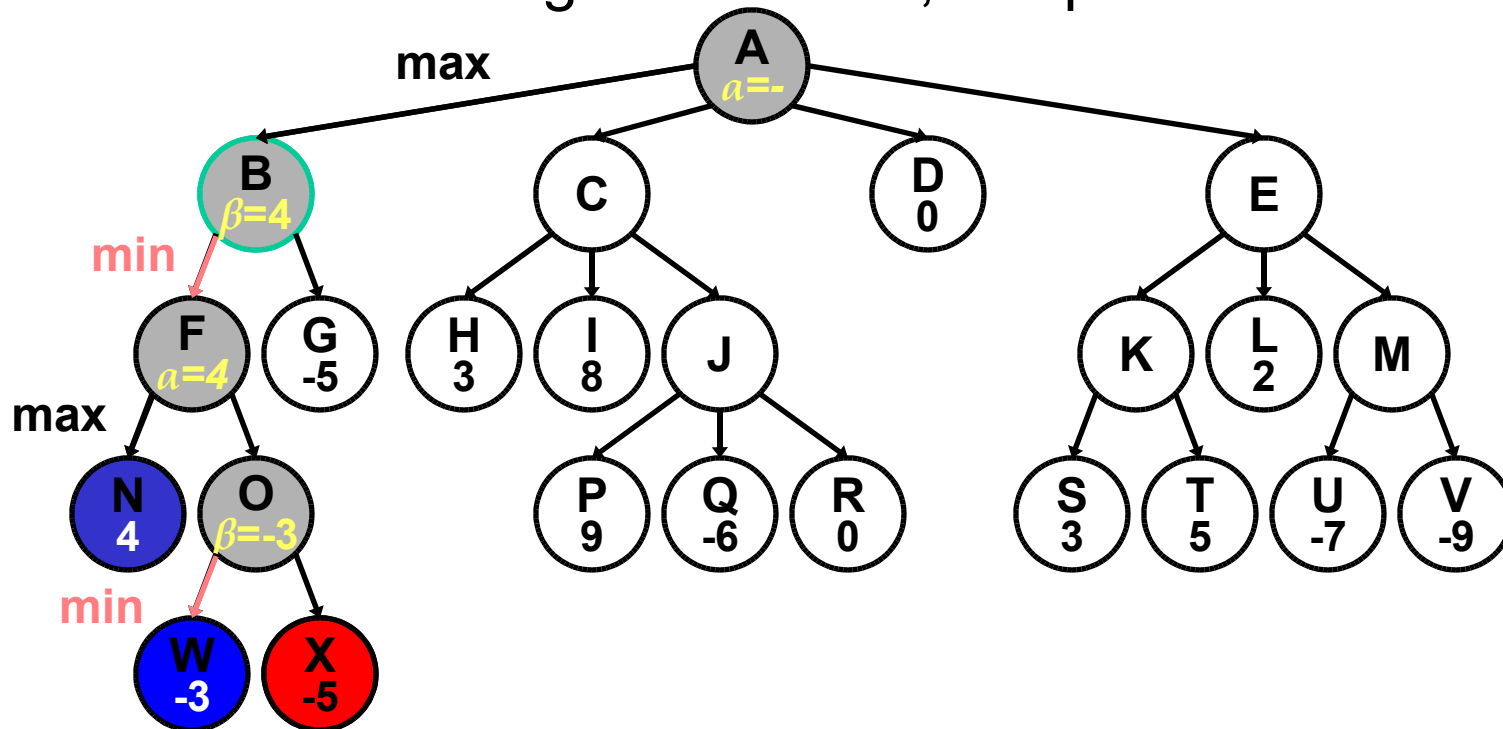 A
max
α=-
B
β=4
C
D
0
E
min
F
α=4
G
-5
H
3
I
8
J
K
L
2
M
max
N
4
O
β=-3
P
9
Q
-6
R
0
S
3
T
5
U
-7
V
-9
min
W
-3
X
-5